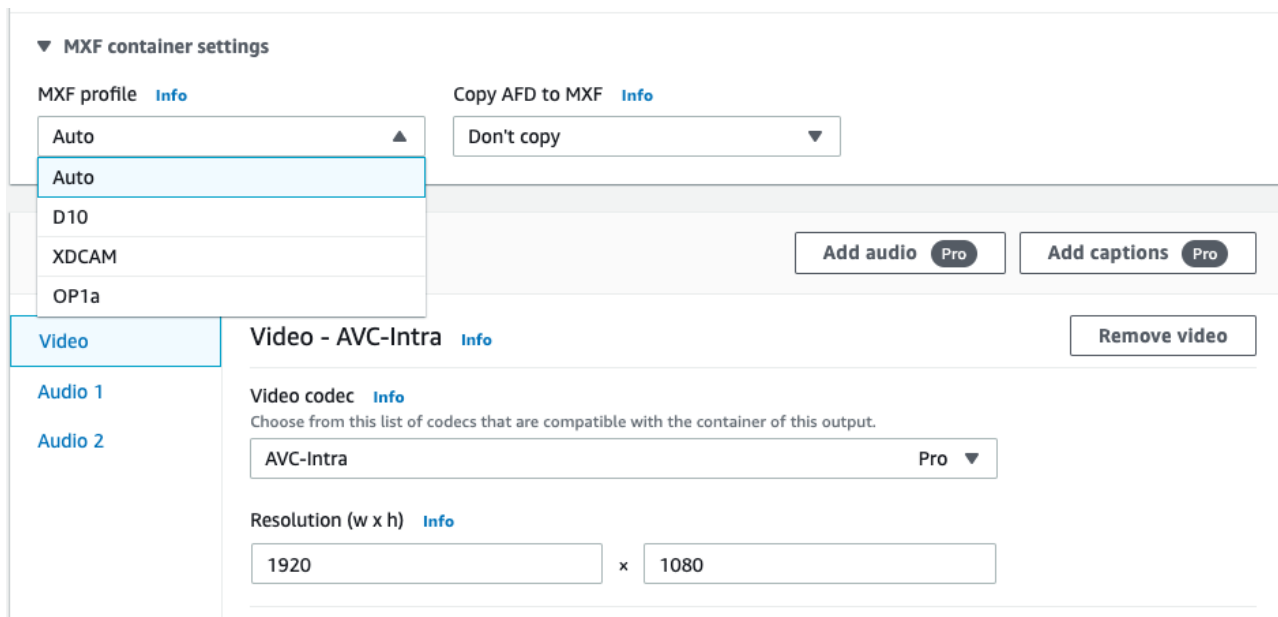 ▼ MXF container settings
MXF profile Info Copy AFD to MXF Info
Auto ▲ Don't copy ▼
Auto
D10
XDCAM
OP1a
Add audio Pro Add captions Pro
Video
Video - AVC-Intra Info Remove video
Audio 1
Video codec Info
Choose from this list of codecs that are compatible with the container of this output.
Audio 2
AVC-Intra Pro ▼
Resolution (w x h) Info
1920 x 1080